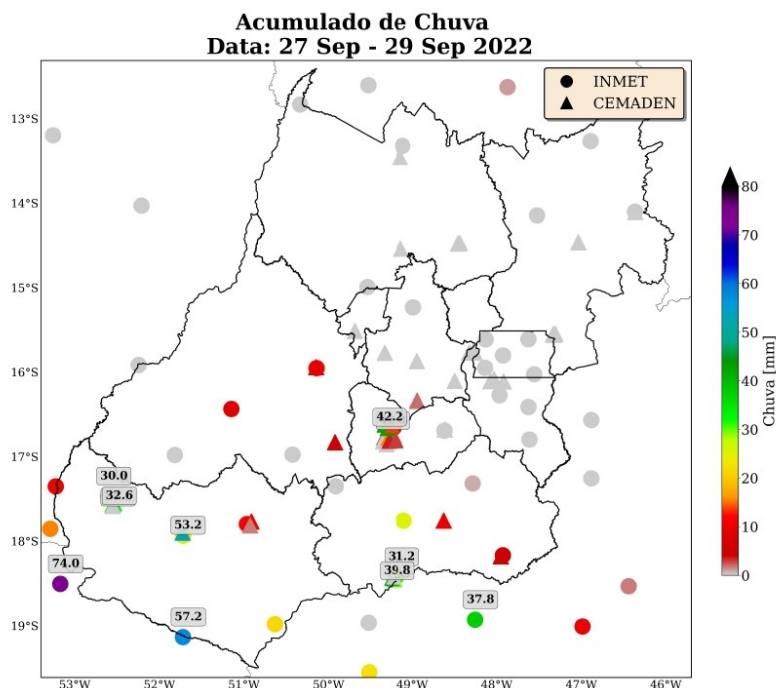 Acumulado de Chuva
Data: 27 Sep - 29 Sep 2022
INMET
CEMADEN
13°S
14°S
15°S
16°S
17°S
18°S
19°S
42.2
30.0
32.6
53.2
74.0
31.2
39.8
57.2
37.8
53°W
52°W
51°W
50°W
49°W
48°W
47°W
46°W
80
70
60
50
40
30
20
10
0
Chuva [mm]